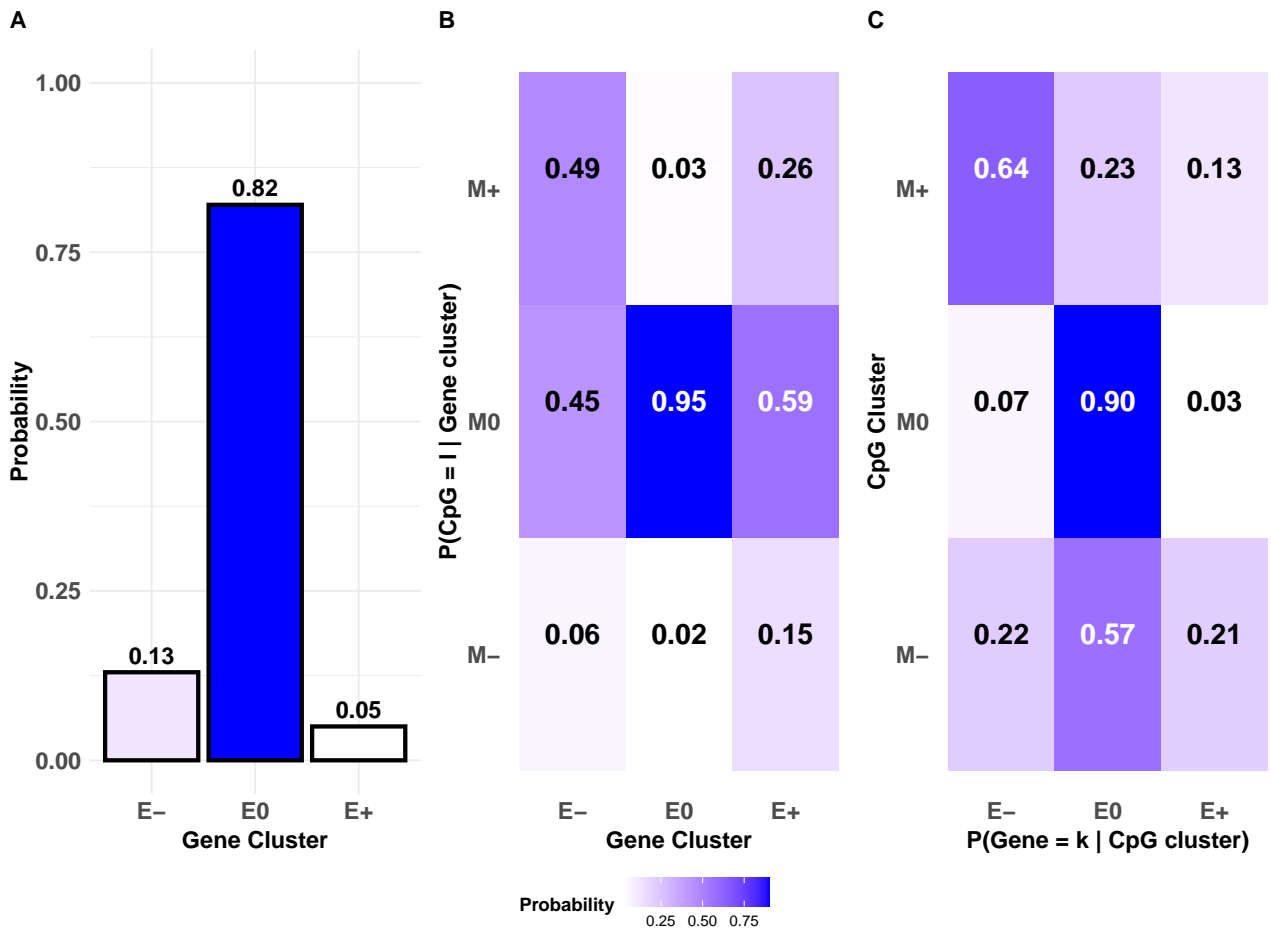 A
B
C
1.00
0.75
0.50
0.25
0.00
Probability
0.13
0.82
0.05
E− E0 E+
Gene Cluster
P(CpG = l | Gene cluster)
M+ 0.49 0.03 0.26
M0 0.45 0.95 0.59
M− 0.06 0.02 0.15
E− E0 E+
Gene Cluster
CpG Cluster
M+ 0.64 0.23 0.13
M0 0.07 0.90 0.03
M− 0.22 0.57 0.21
E− E0 E+
P(Gene = k | CpG cluster)
Probability
0.25 0.50 0.75